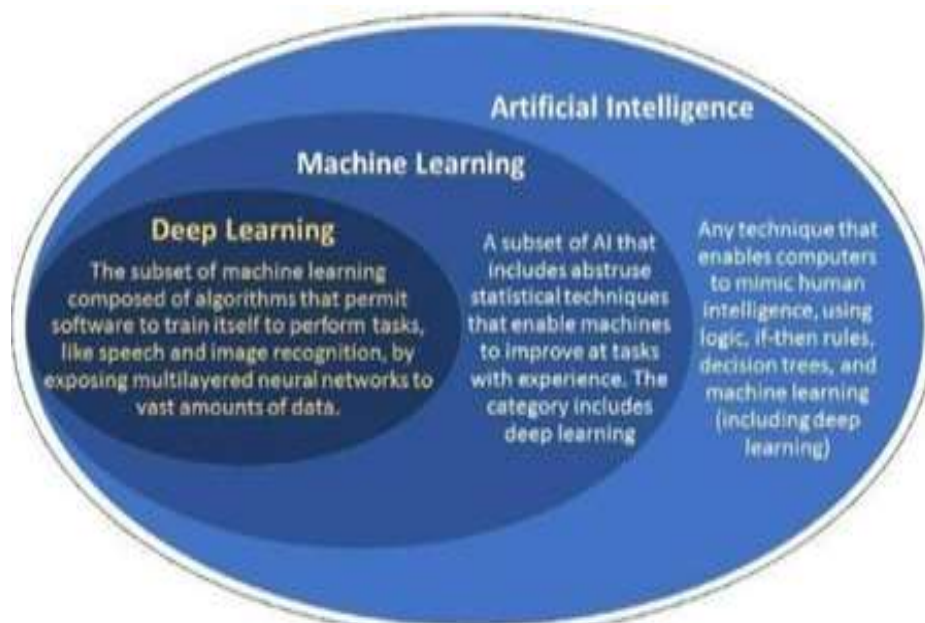 Artificial Intelligence
Machine Learning
Deep Learning
The subset of machine learning
composed of algorithms that permit
software to train itself to perform tasks,
like speech and image recognition, by
exposing multilayered neural networks to
vast amounts of data.
A subset of AI that
includes abstruse
statistical techniques
that enable machines
to improve at tasks
with experience. The
category includes
deep learning
Any technique that
enables computers
to mimic human
intelligence, using
logic, if-then rules,
decision trees, and
machine learning
(including deep
learning)